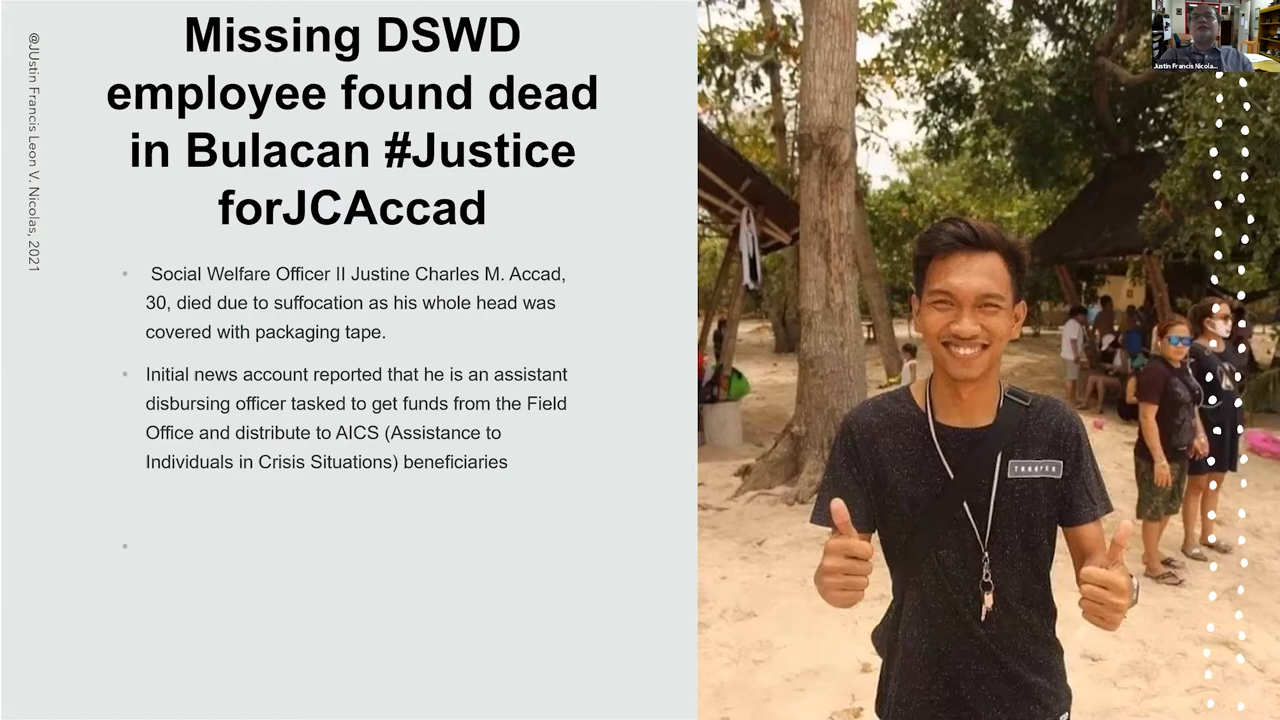 Missing DSWD
employee found dead
in Bulacan #Justice
forJCAccad
Social Welfare Officer II Justine Charles M. Accad,
30, died due to suffocation as his whole head was
covered with packaging tape.
Initial news account reported that he is an assistant
disbursing officer tasked to get funds from the Field
Office and distribute to AICS (Assistance to
Individuals in Crisis Situations) beneficiaries
@JUstin Francis Leon V. Nicolas, 2021
Justin Francis Nicola...